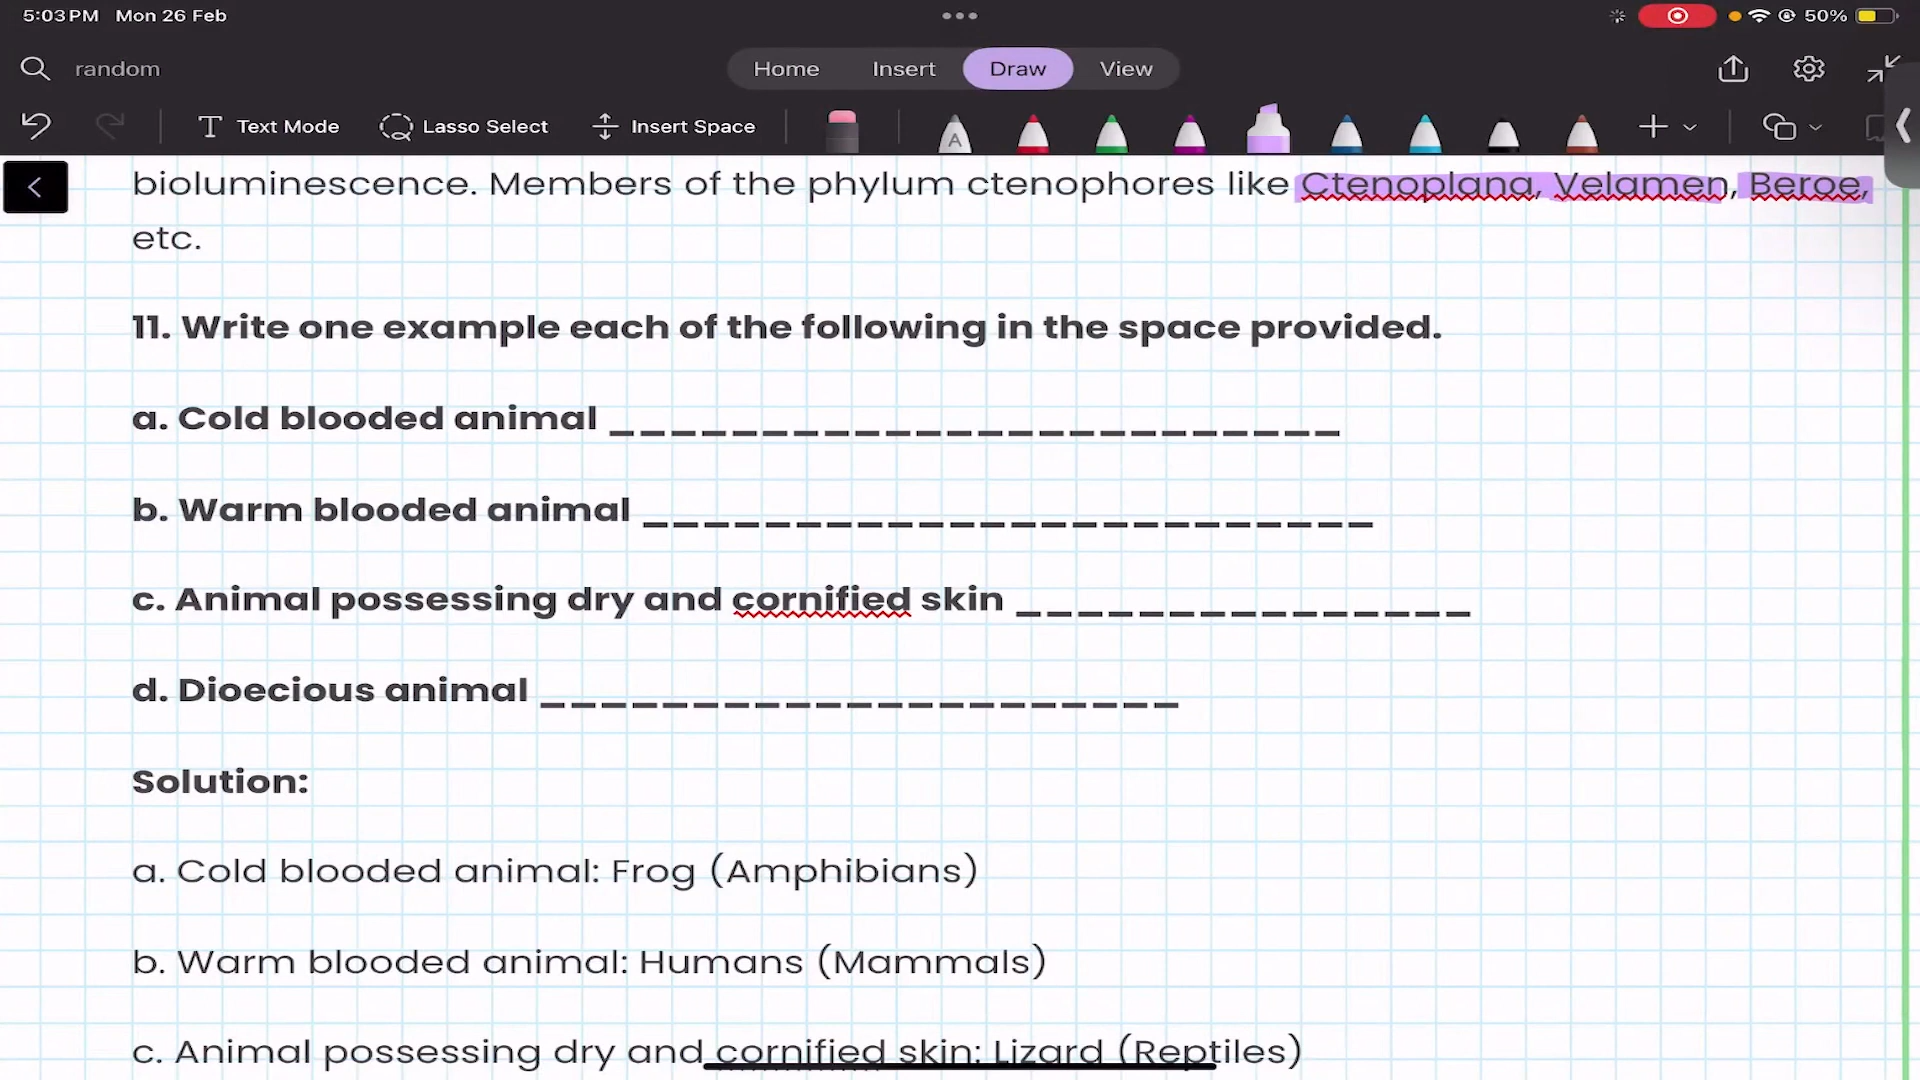 5:03 PM Mon 26 Feb
50%
random
Home Insert Draw View
Text Mode Lasso Select Insert Space
A
bioluminescence. Members of the phylum ctenophores like Ctenoplana, Velamen, Beroe,
etc.
11. Write one example each of the following in the space provided.
a. Cold blooded animal ________________________
b. Warm blooded animal ________________________
c. Animal possessing dry and cornified skin _______________
d. Dioecious animal _____________________
Solution:
a. Cold blooded animal: Frog (Amphibians)
b. Warm blooded animal: Humans (Mammals)
c. Animal possessing dry and cornified skin: Lizard (Reptiles)